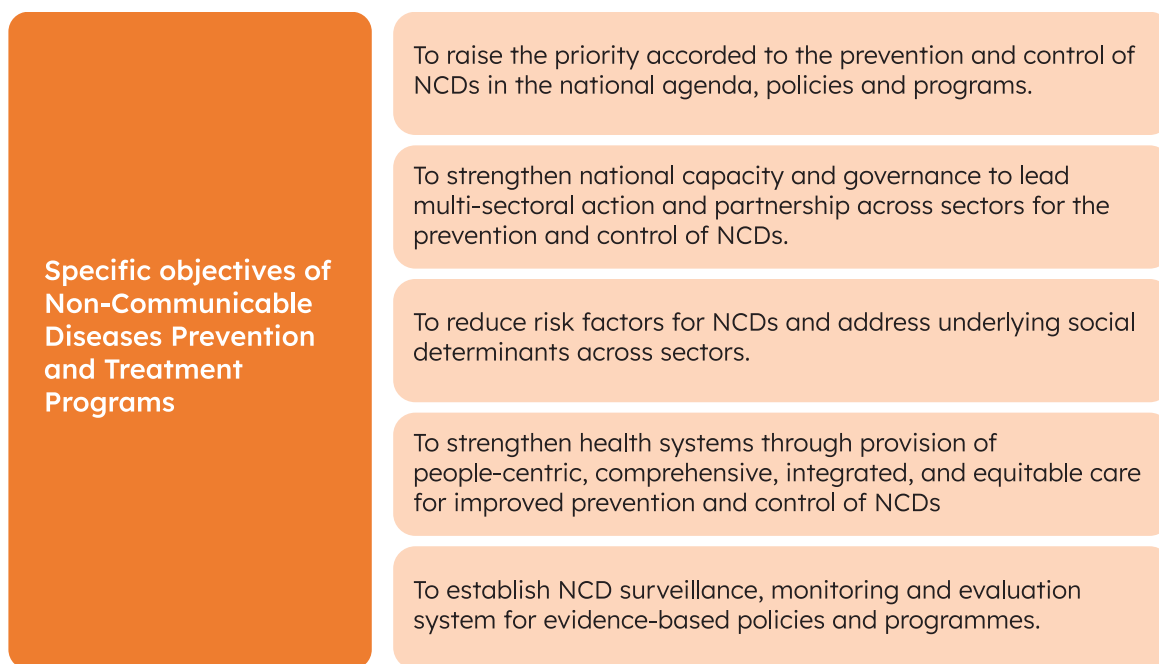 Specific objectives of
Non-Communicable
Diseases Prevention
and Treatment
Programs
To raise the priority accorded to the prevention and control of
NCDs in the national agenda, policies and programs.
To strengthen national capacity and governance to lead
multi-sectoral action and partnership across sectors for the
prevention and control of NCDs.
To reduce risk factors for NCDs and address underlying social
determinants across sectors.
To strengthen health systems through provision of
people-centric, comprehensive, integrated, and equitable care
for improved prevention and control of NCDs
To establish NCD surveillance, monitoring and evaluation
system for evidence-based policies and programmes.